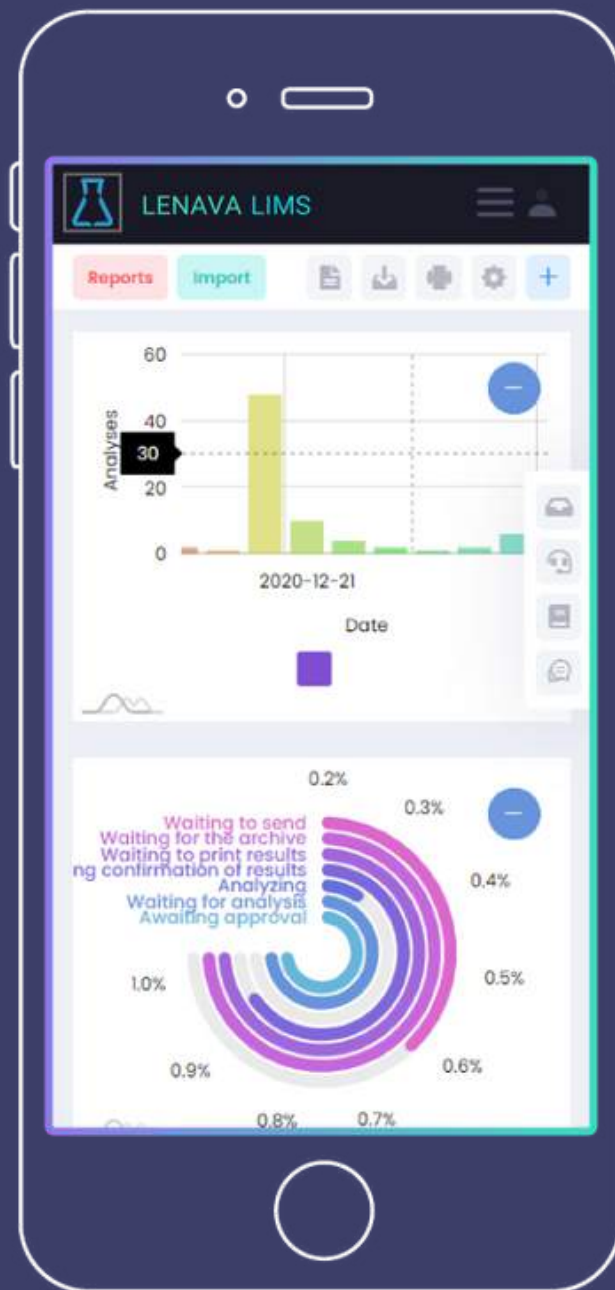 LENAVA LIMS
Reports Import
60
40
30
20
0
Analyses
2020-12-21
Date
0.2%
0.3%
0.4%
0.5%
0.6%
0.7%
0.8%
0.9%
1.0%
Waiting to send
Waiting for the archive
Waiting to print results
ng confirmation of results
Analyzing
Waiting for analysis
Awaiting approval